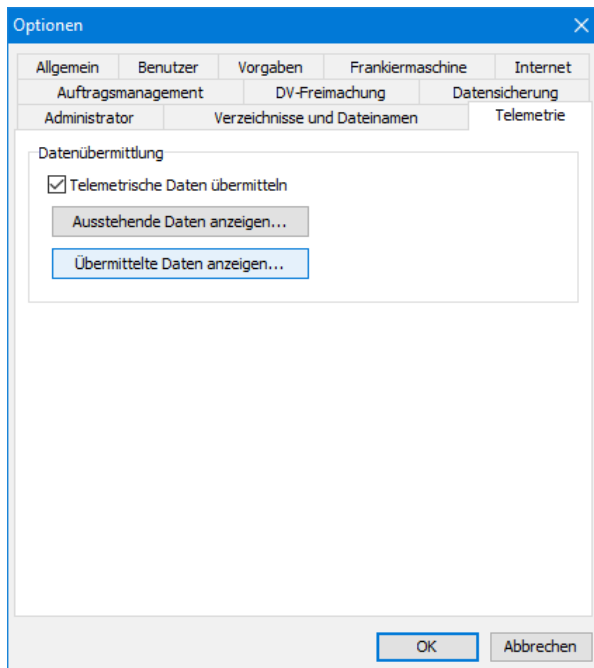 Optionen
Allgemein Benutzer Vorgaben Frankiermaschine Internet
Auftragsmanagement DV-Freimachung Datensicherung
Administrator Verzeichnisse und Dateinamen Telemetrie
Datenübermittlung
Telemetrische Daten übermitteln
Ausstehende Daten anzeigen...
Übermittelte Daten anzeigen...
OK Abbrechen